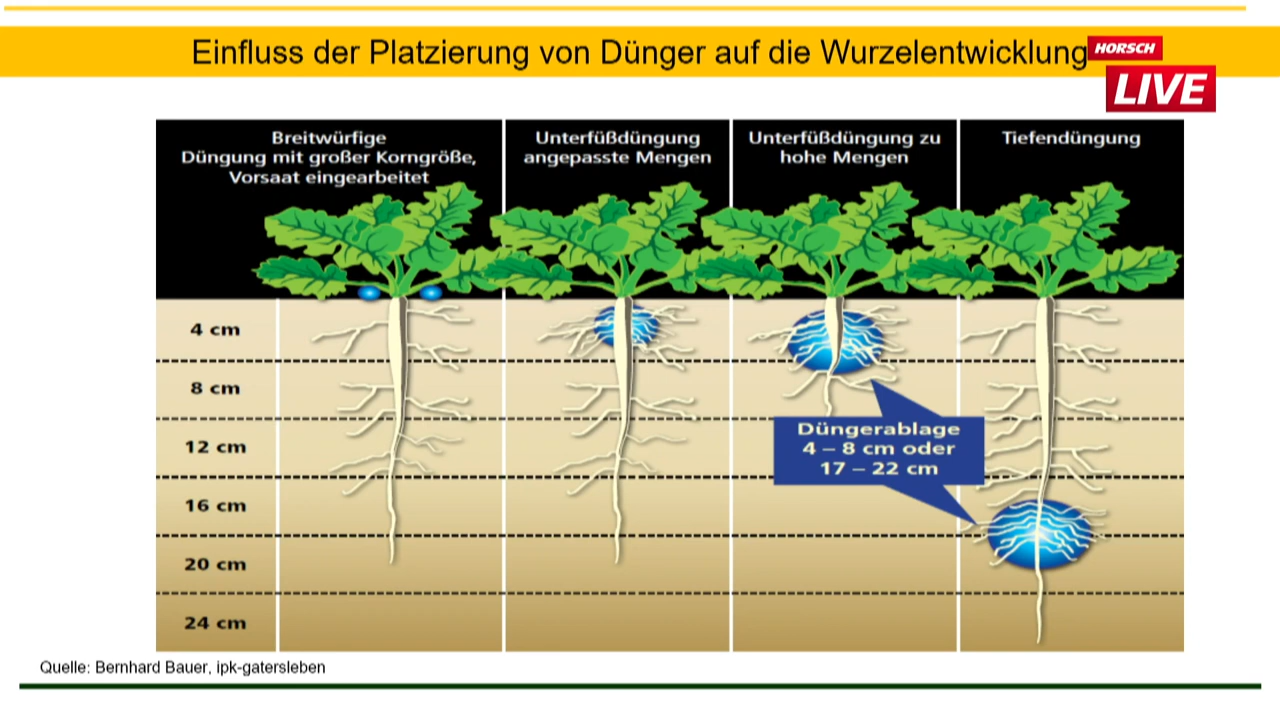 Einfluss der Platzierung von Dünger auf die Wurzelentwicklung
HORSCH
LIVE
Breitwürfige
Düngung mit großer Korngröße,
Vorsaat eingearbeitet
Unterfüßdüngung
angepasste Mengen
Unterfüßdüngung zu
hohe Mengen
Tiefendüngung
4 cm
8 cm
12 cm
16 cm
20 cm
24 cm
Düngerablage
4 – 8 cm oder
17 – 22 cm
Quelle: Bernhard Bauer, ipk-gatersleben